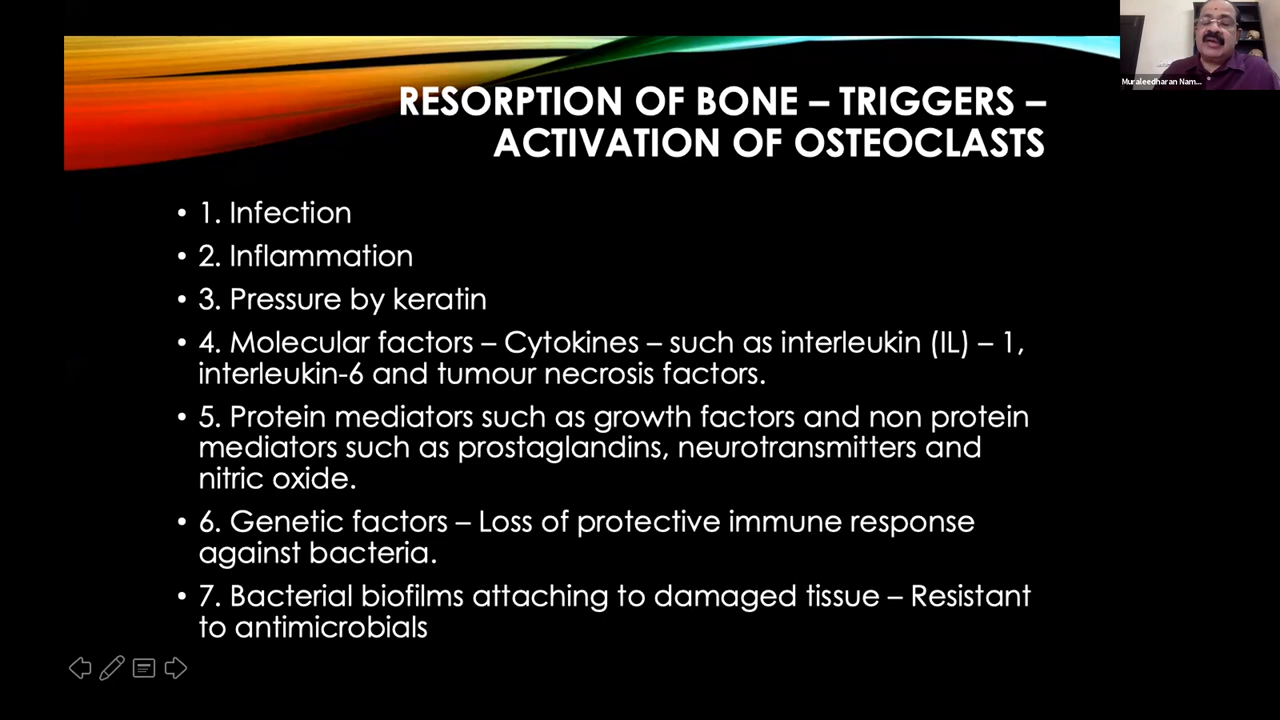 Muraleedharan Nam...
RESORPTION OF BONE – TRIGGERS –
ACTIVATION OF OSTEOCLASTS
• 1. Infection
• 2. Inflammation
• 3. Pressure by keratin
• 4. Molecular factors – Cytokines – such as interleukin (IL) – 1,
interleukin-6 and tumour necrosis factors.
• 5. Protein mediators such as growth factors and non protein
mediators such as prostaglandins, neurotransmitters and
nitric oxide.
• 6. Genetic factors – Loss of protective immune response
against bacteria.
• 7. Bacterial biofilms attaching to damaged tissue – Resistant
to antimicrobials